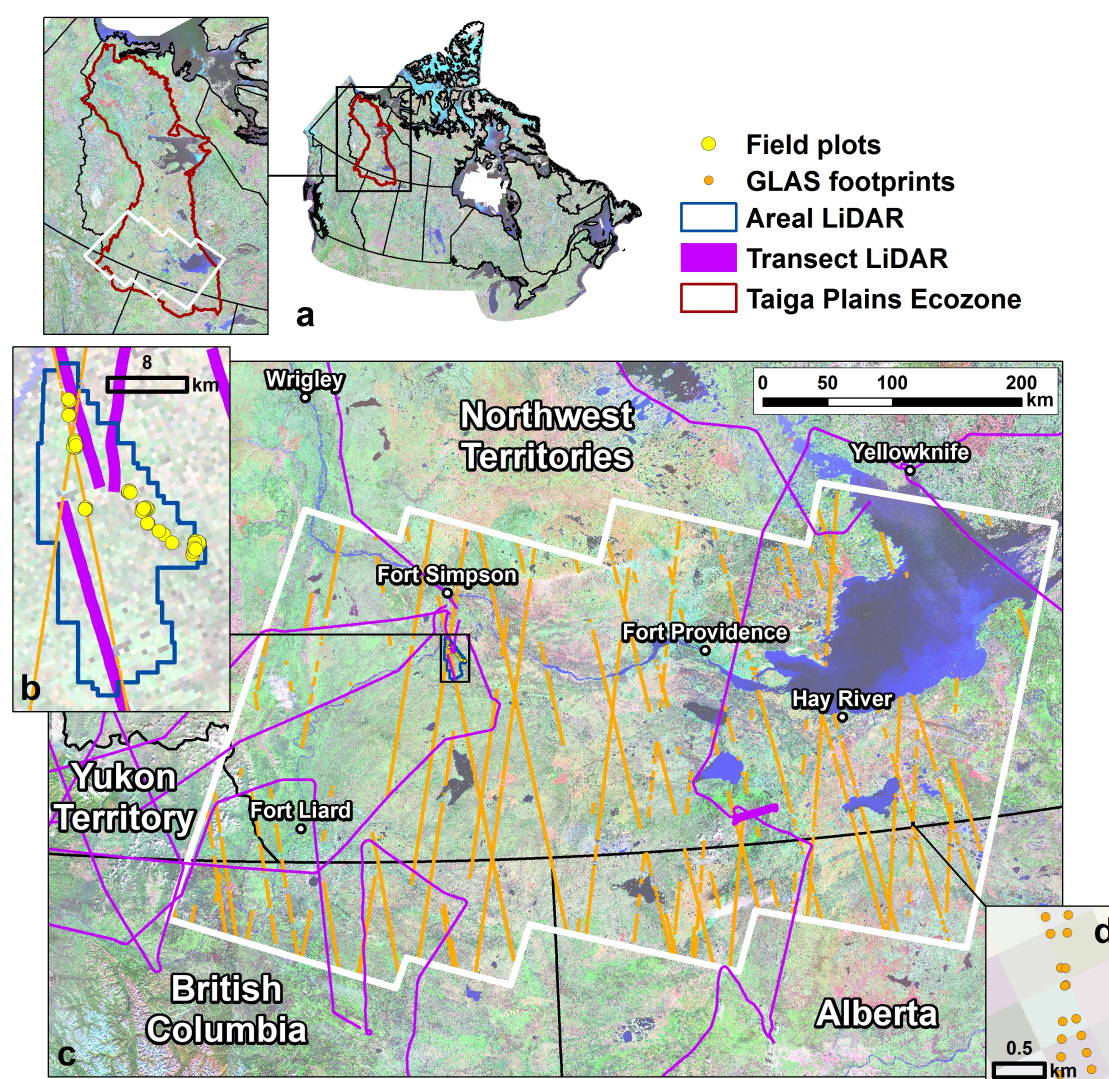 a
Field plots
GLAS footprints
Areal LiDAR
Transect LiDAR
Taiga Plains Ecozone
8
km
b
Wrigley
Northwest
Territories
0 50 100 200
km
Yellowknife
Fort Simpson
Fort Providence
Hay River
Yukon
Territory
Fort Liard
British
Columbia
Alberta
c
d
0.5
km